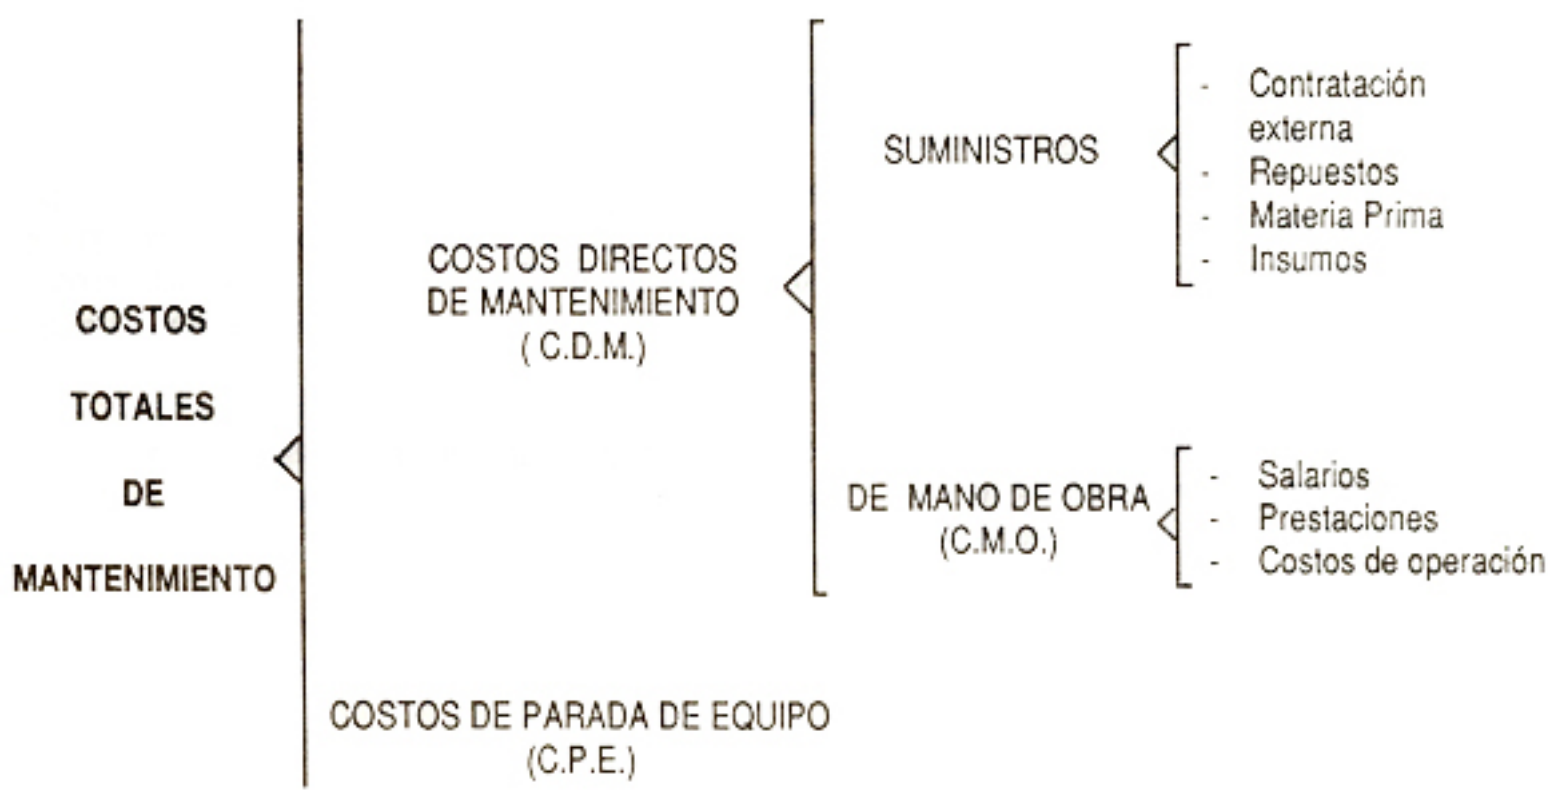 COSTOS
TOTALES
DE
MANTENIMIENTO
COSTOS DIRECTOS
DE MANTENIMIENTO
( C.D.M.)
SUMINISTROS
- Contratación
externa
- Repuestos
- Materia Prima
- Insumos
DE MANO DE OBRA
(C.M.O.)
- Salarios
- Prestaciones
- Costos de operación
COSTOS DE PARADA DE EQUIPO
(C.P.E.)